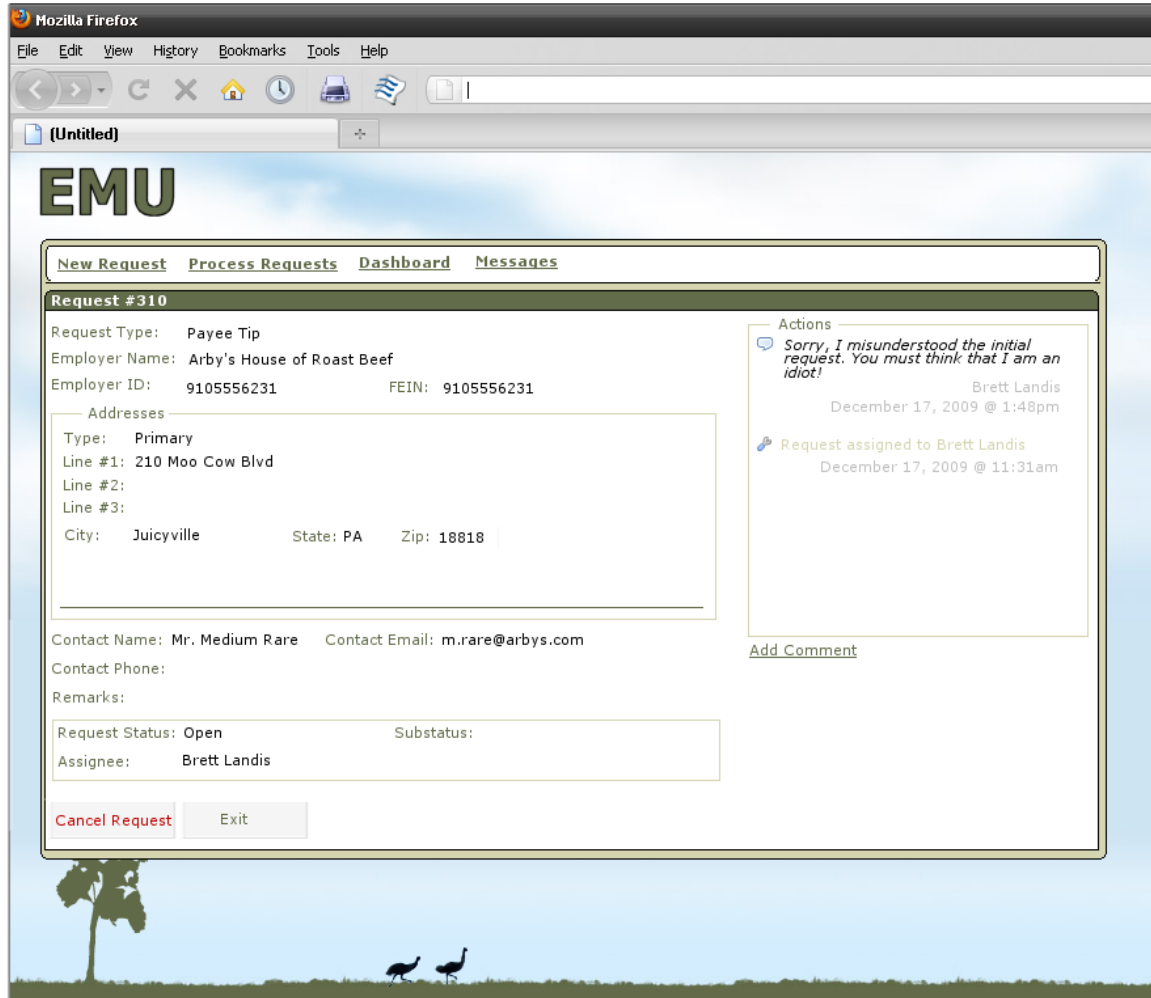 Mozilla Firefox
File Edit View History Bookmarks Tools Help
(Untitled)
EMU
New Request Process Requests Dashboard Messages
Request #310
Request Type: Payee Tip
Employer Name: Arby's House of Roast Beef
Employer ID: 9105556231 FEIN: 9105556231
Addresses
Type: Primary
Line #1: 210 Moo Cow Blvd
Line #2:
Line #3:
City: Juicyville State: PA Zip: 18818
Contact Name: Mr. Medium Rare Contact Email: m.rare@arbys.com
Contact Phone:
Remarks:
Request Status: Open Substatus:
Assignee: Brett Landis
Cancel Request Exit
Actions
Sorry, I misunderstood the initial
request. You must think that I am an
idiot!
Brett Landis
December 17, 2009 @ 1:48pm
Request assigned to Brett Landis
December 17, 2009 @ 11:31am
Add Comment